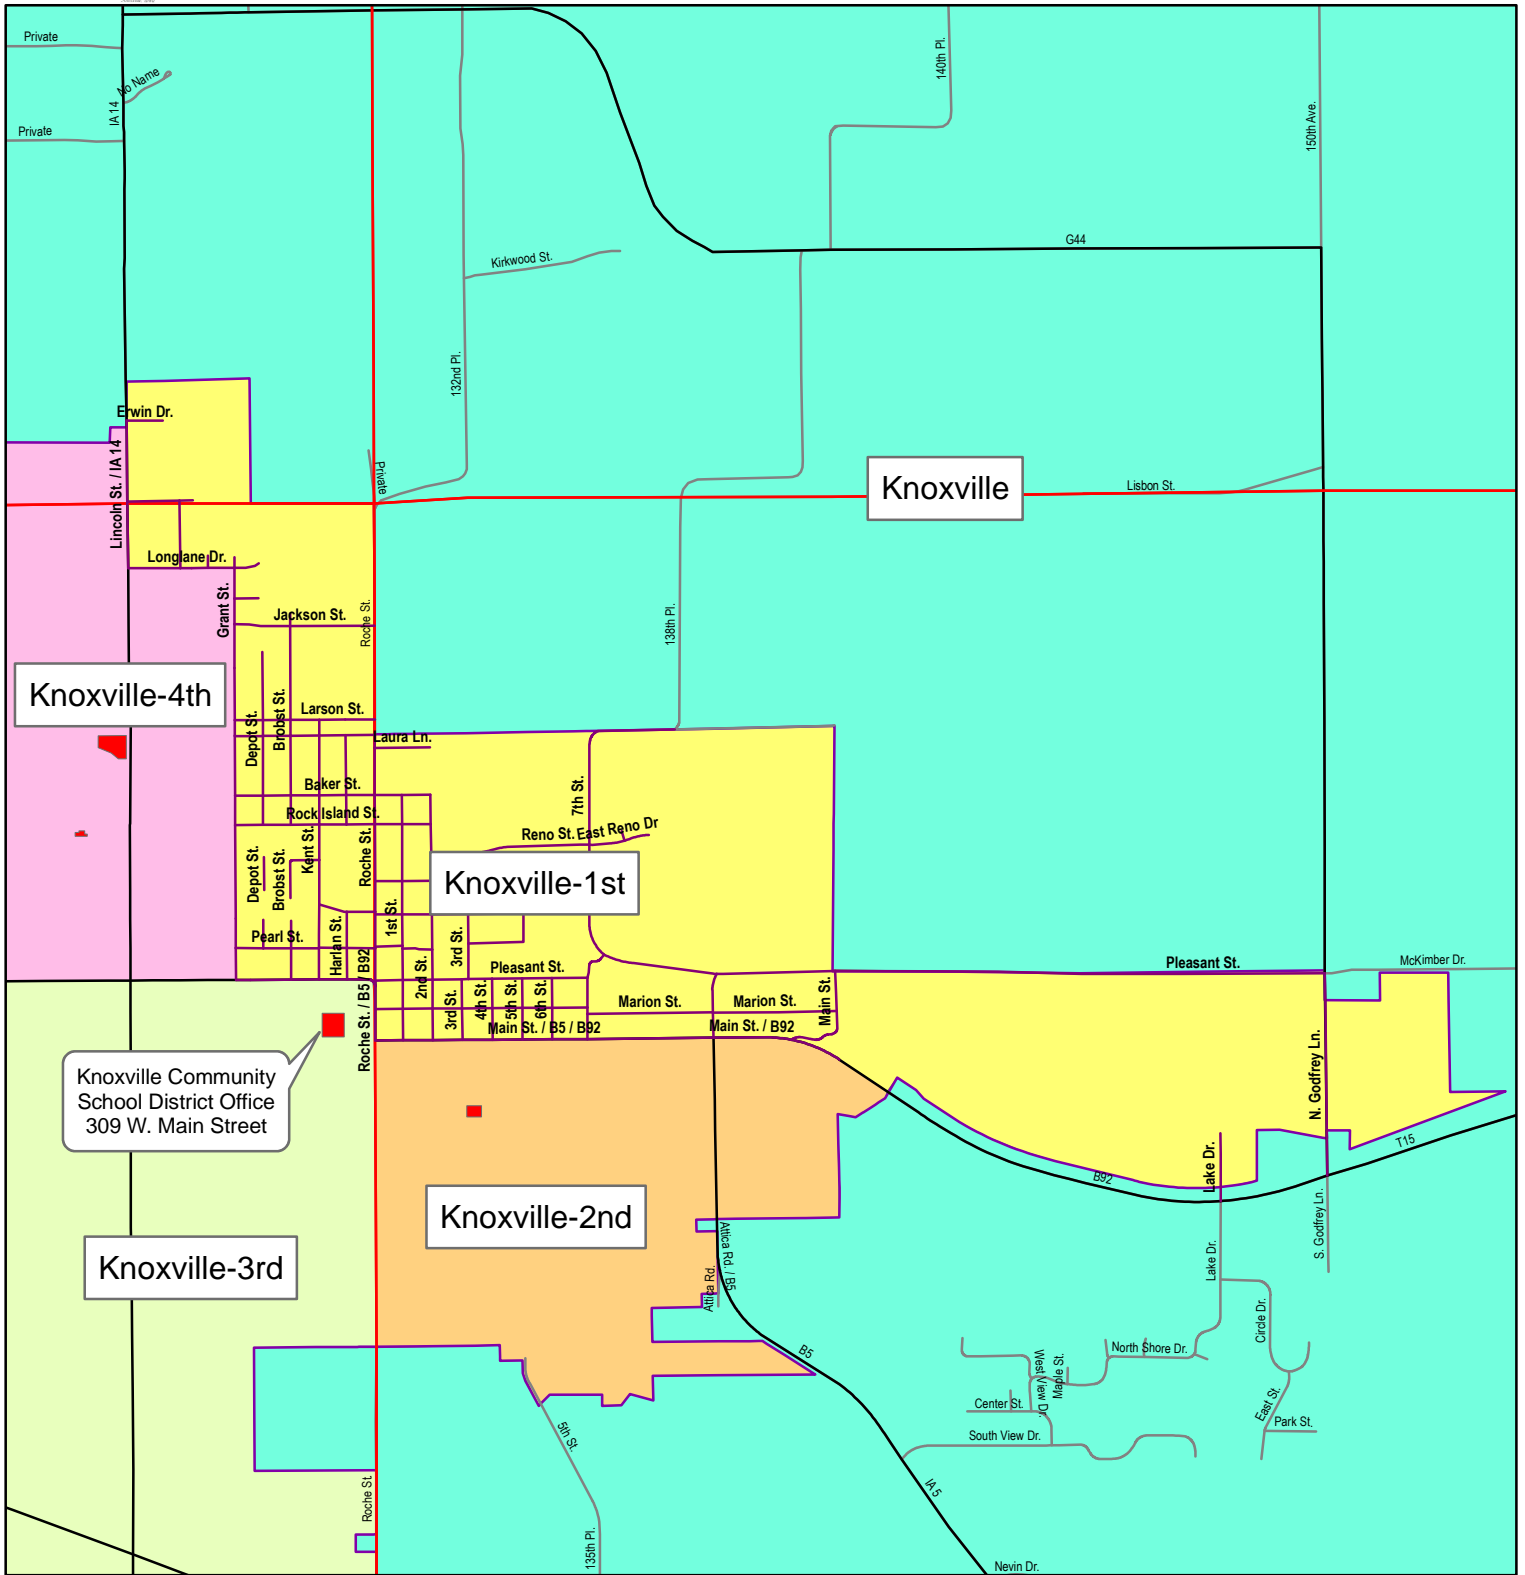 Private
No Name
IA 14
Private
140th Pl.
150th Ave.
G44
Kirkwood St.
132nd Pl.
Erwin Dr.
Lincoln St. / IA 14
Private
Knoxville
Lisbon St.
Longlane Dr.
Grant St.
Jackson St.
Roche St.
138th Pl.
Knoxville-4th
Larson St.
Depot St.
Brobst St.
Laura Ln.
Baker St.
Rock Island St.
7th St.
Reno St.
East Reno Dr
Kent St.
Roche St.
Depot St.
Brobst St.
Knoxville-1st
1st St.
Harlan St.
Pearl St.
3rd St.
2nd St.
Roche St. / B5 / B92
Pleasant St.
Pleasant St.
McKimber Dr.
3rd St.
4th St.
5th St.
6th St.
Marion St.
Marion St.
Main St.
Main St. / B5 / B92
Main St. / B92
Knoxville Community
School District Office
309 W. Main Street
N. Godfrey Ln.
T15
Lake Dr.
B92
Knoxville-2nd
Knoxville-3rd
Attica Rd. / B5
Attica Rd.
S. Godfrey Ln.
Lake Dr.
Circle Dr.
B5
North Shore Dr.
West View Dr.
Maple St.
Center St.
South View Dr.
East St.
Park St.
5th St.
Roche St.
IA 5
135th Pl.
Nevin Dr.